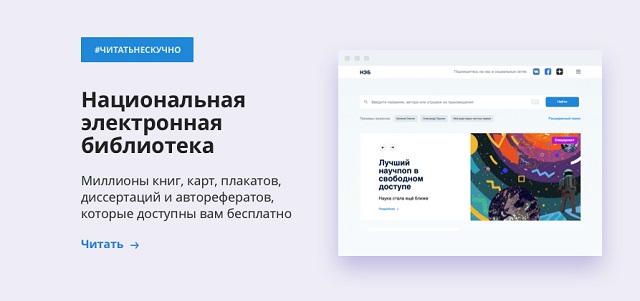 #ЧИТАТЬНЕСКУЧНО
Национальная
электронная
библиотека
Миллионы книг, карт, плакатов,
диссертаций и авторефератов,
которые доступны вам бесплатно
Читать →
НЭБ
Подпишитесь на нас в социальных сетях
Введите название, автора или отрывок из произведения
Найти
Расширенный поиск
Спецпроект
Лучший
научпоп в
свободном
доступе
Наука стала ещё ближе
Подробнее